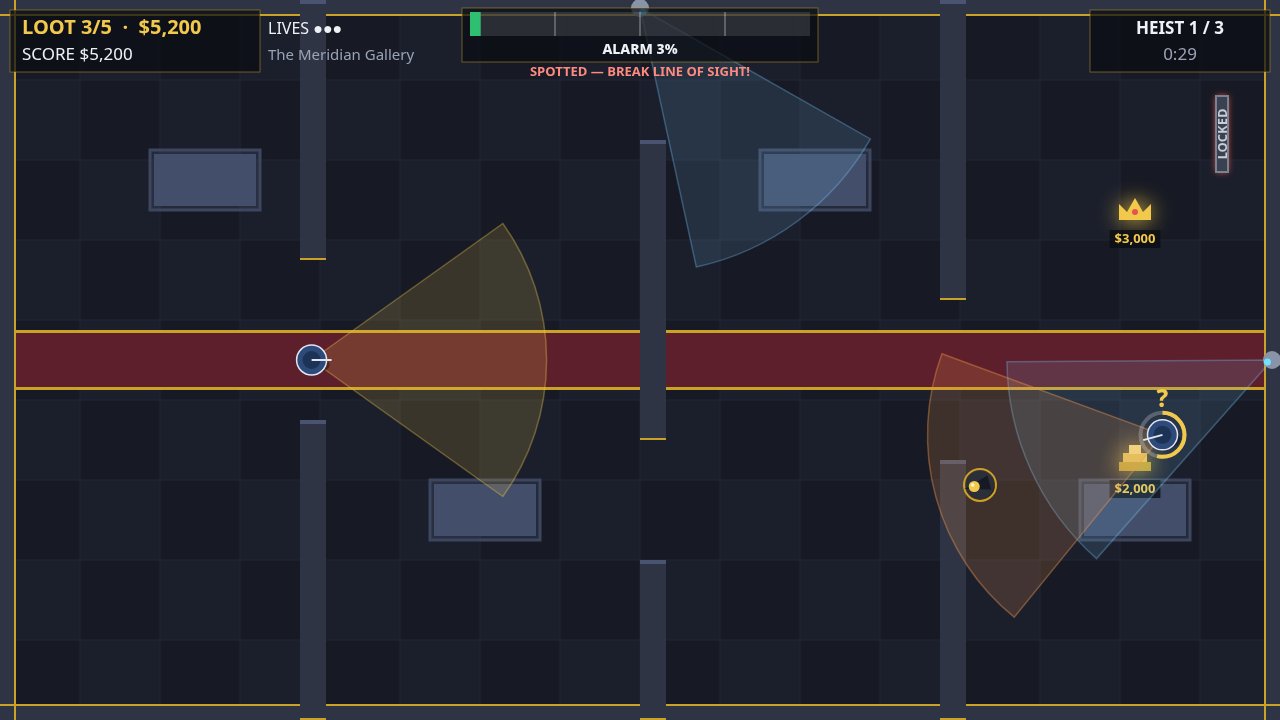 LOOT 3/5 · $5,200
SCORE $5,200
LIVES ●●●
The Meridian Gallery
ALARM 3%
SPOTTED — BREAK LINE OF SIGHT!
HEIST 1 / 3
0:29
LOCKED
$3,000
?
$2,000